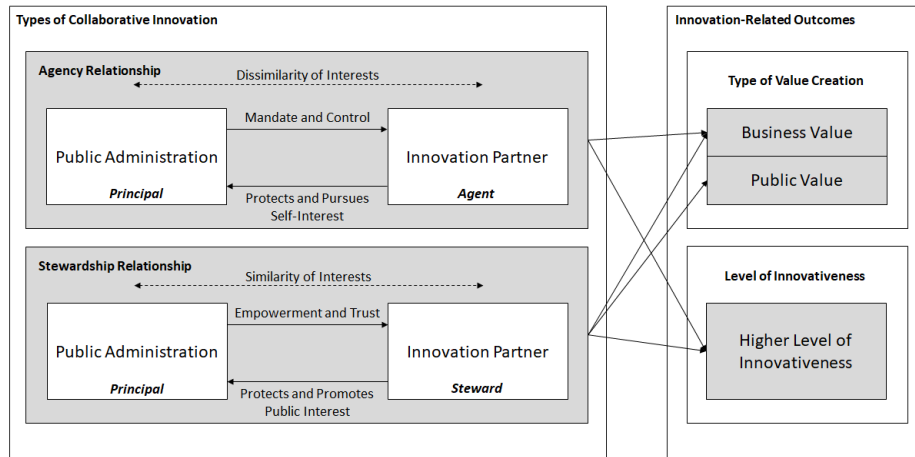 Types of Collaborative Innovation
Agency Relationship
Dissimilarity of Interests
Public Administration
Principal
Mandate and Control
Protects and Pursues
Self-Interest
Innovation Partner
Agent
Stewardship Relationship
Similarity of Interests
Public Administration
Principal
Empowerment and Trust
Protects and Promotes
Public Interest
Innovation Partner
Steward
Innovation-Related Outcomes
Type of Value Creation
Business Value
Public Value
Level of Innovativeness
Higher Level of
Innovativeness